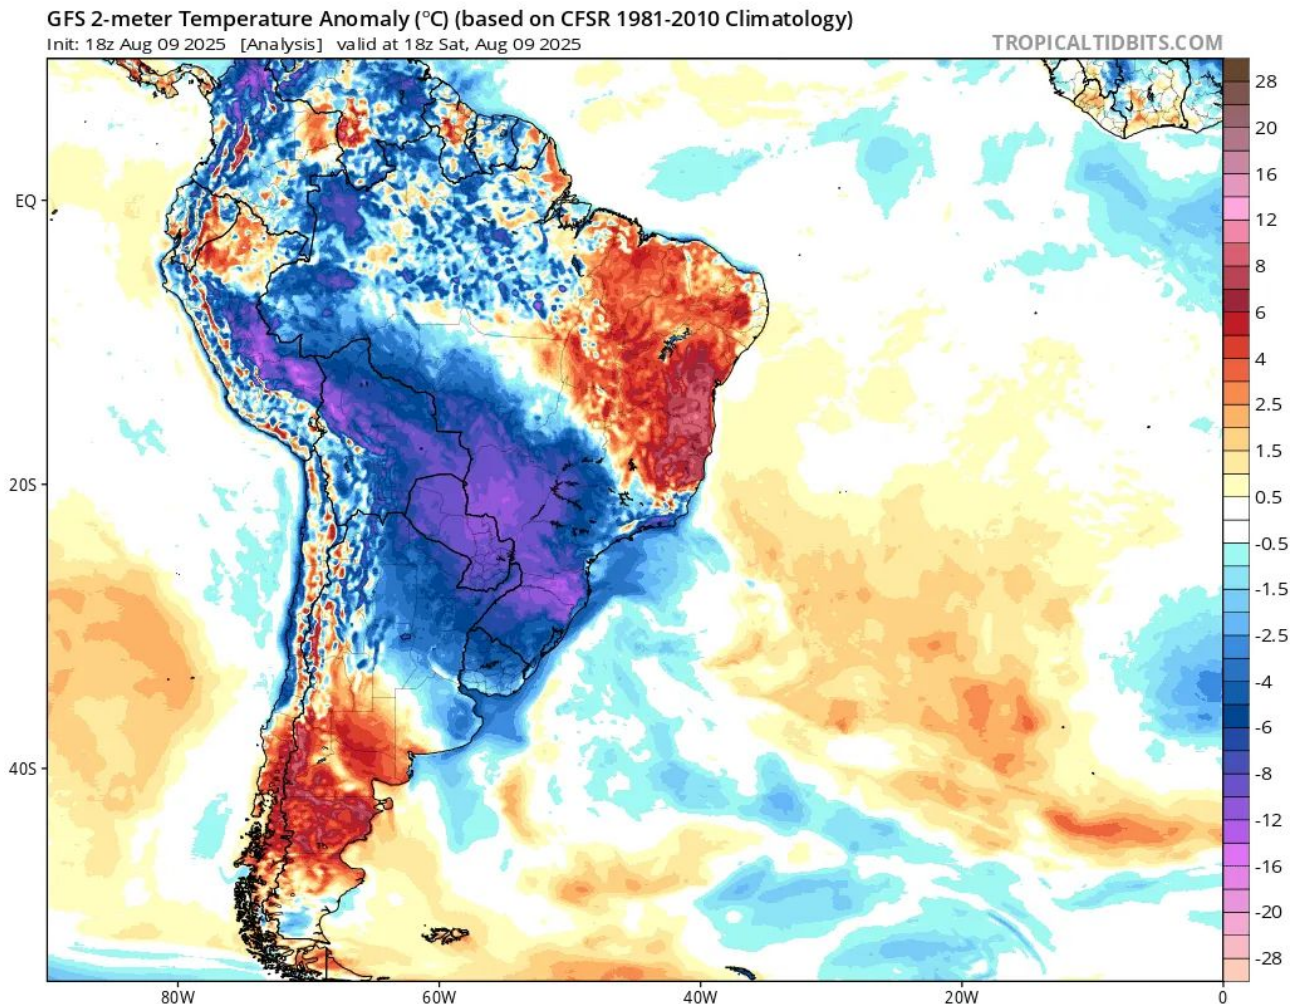 GFS 2-meter Temperature Anomaly (°C) (based on CFSR 1981-2010 Climatology)
Init: 18z Aug 09 2025 [Analysis] valid at 18z Sat, Aug 09 2025
TROPICALTIDBITS.COM
28
20
16
12
8
6
4
2.5
1.5
0.5
-0.5
-1.5
-2.5
-4
-6
-8
-12
-16
-20
-28
EQ
20S
40S
80W
60W
40W
20W
0